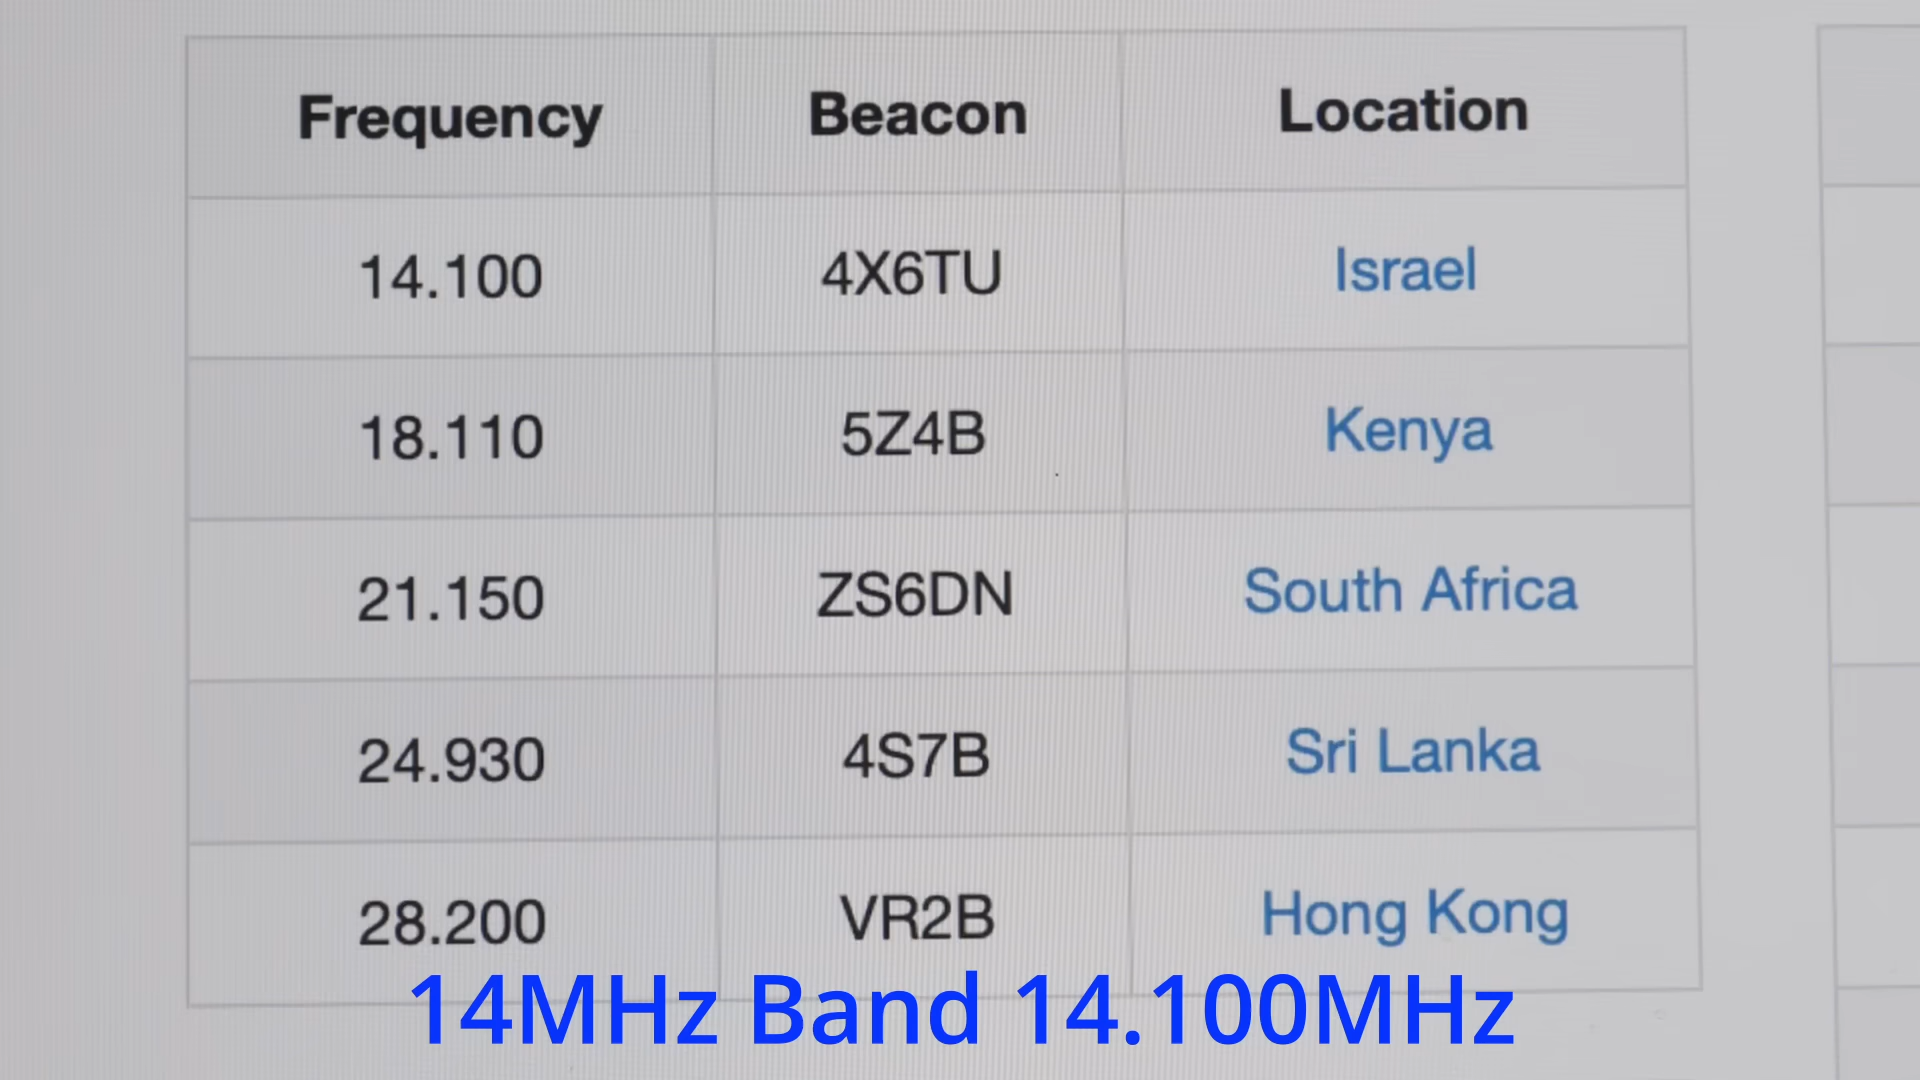 Frequency Beacon Location
14.100 4X6TU Israel
18.110 5Z4B Kenya
21.150 ZS6DN South Africa
24.930 4S7B Sri Lanka
28.200 VR2B Hong Kong
14MHz Band 14.100MHz